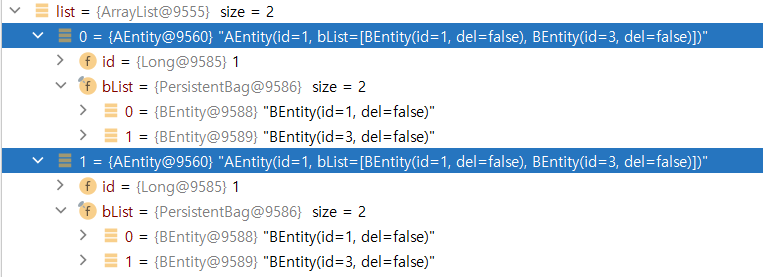 list = {ArrayList@9555} size = 2
0 = {AEntity@9560} "AEntity(id=1, bList=[BEntity(id=1, del=false), BEntity(id=3, del=false)])"
f id = {Long@9585} 1
f bList = {PersistentBag@9586} size = 2
0 = {BEntity@9588} "BEntity(id=1, del=false)"
1 = {BEntity@9589} "BEntity(id=3, del=false)"
1 = {AEntity@9560} "AEntity(id=1, bList=[BEntity(id=1, del=false), BEntity(id=3, del=false)])"
f id = {Long@9585} 1
f bList = {PersistentBag@9586} size = 2
0 = {BEntity@9588} "BEntity(id=1, del=false)"
1 = {BEntity@9589} "BEntity(id=3, del=false)"